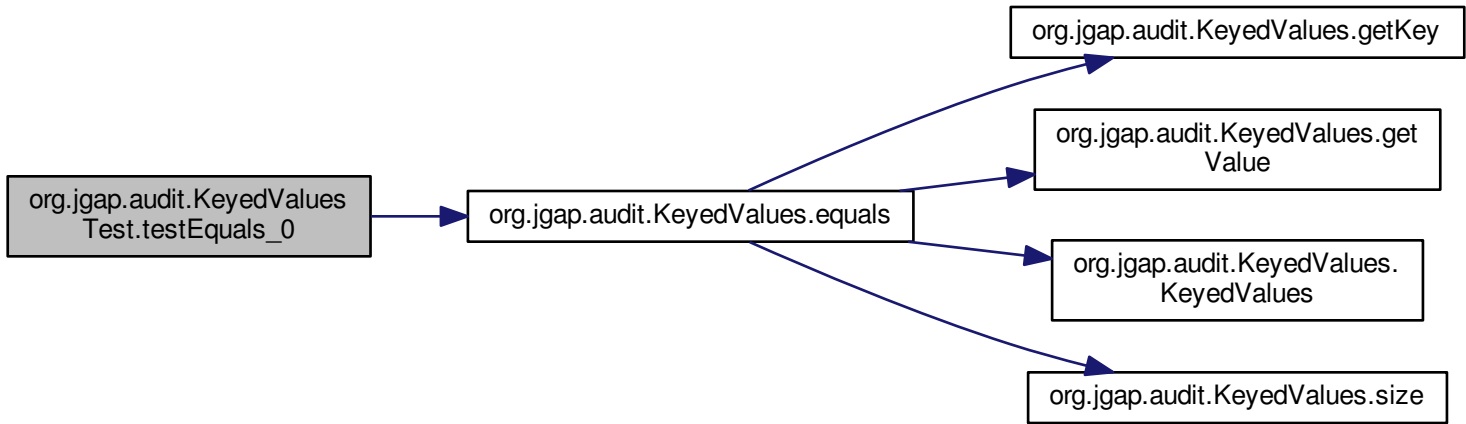 org.jgap.audit.KeyedValues.getKey
org.jgap.audit.KeyedValues.get
Value
org.jgap.audit.KeyedValues
Test.testEquals_0
org.jgap.audit.KeyedValues.equals
org.jgap.audit.KeyedValues.
KeyedValues
org.jgap.audit.KeyedValues.size